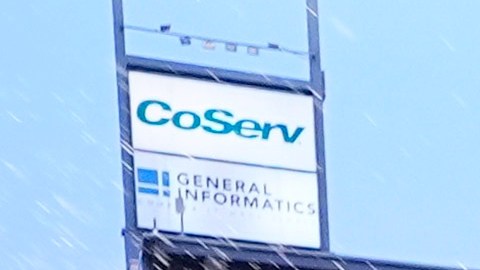 CoServ
GENERAL
INFORMATICS